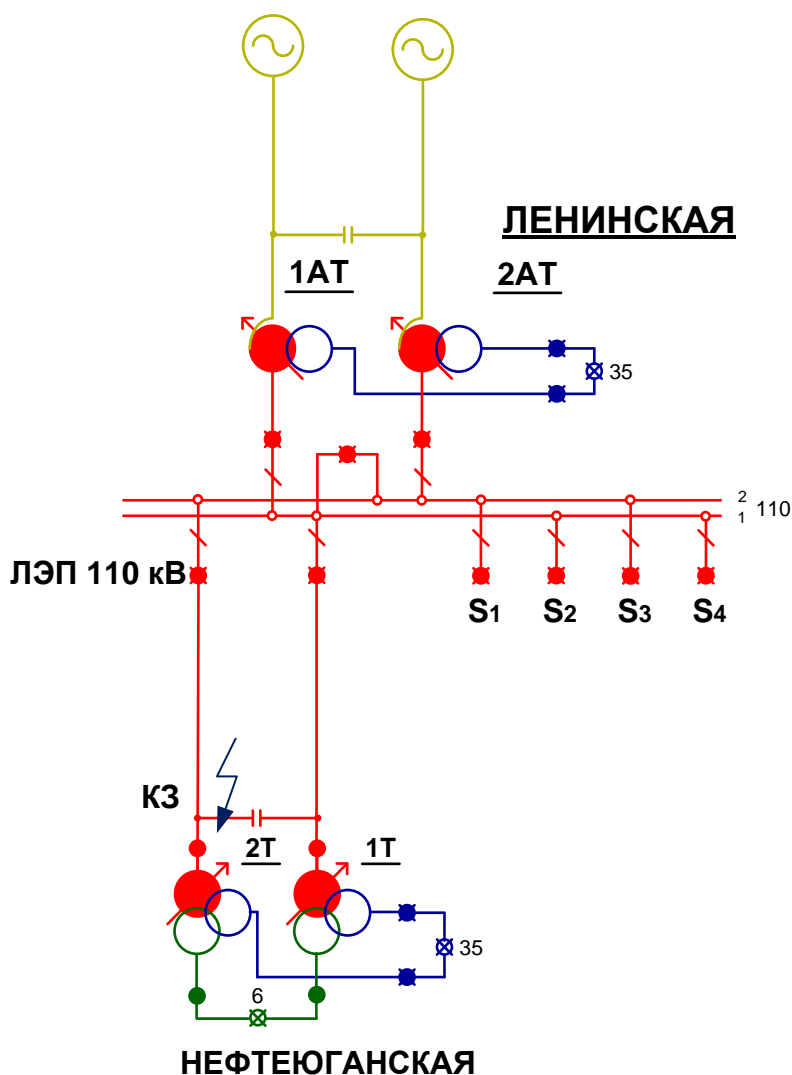 ЛЕНИНСКАЯ
1АТ
2АТ
35
2
1
110
ЛЭП 110 кВ
S1
S2
S3
S4
КЗ
2Т
1Т
35
6
НЕФТЕЮГАНСКАЯ